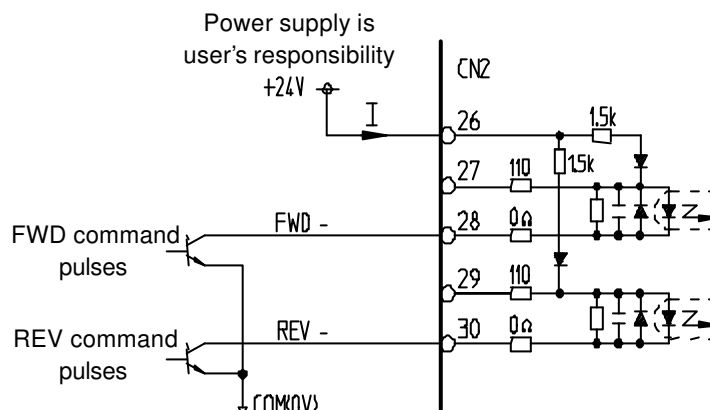 Power supply is
user's responsibility
+24V
CN2
I
26
1.5k
1.5k
27
110
FWD command
pulses
FWD -
28
0Ω
29
110
REV command
pulses
REV -
30
0Ω
COM(0V)